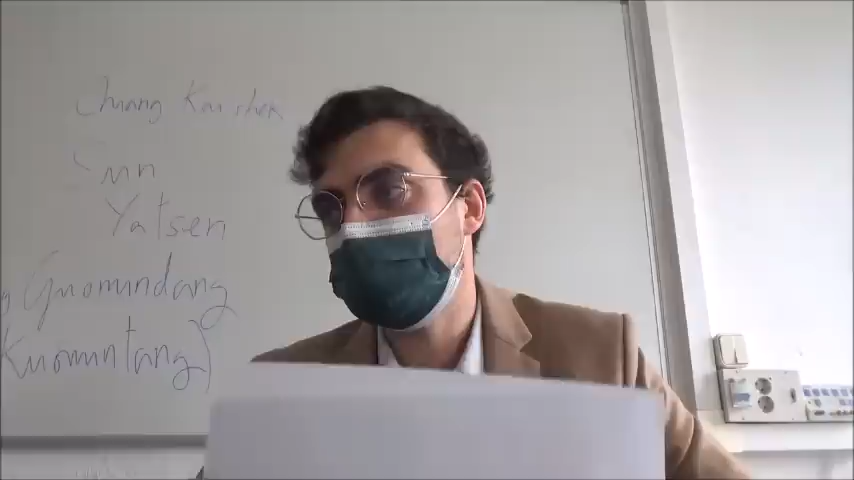 Chiang Kai shek
Sun
Yatsen
Guomindang
Kuomintang)